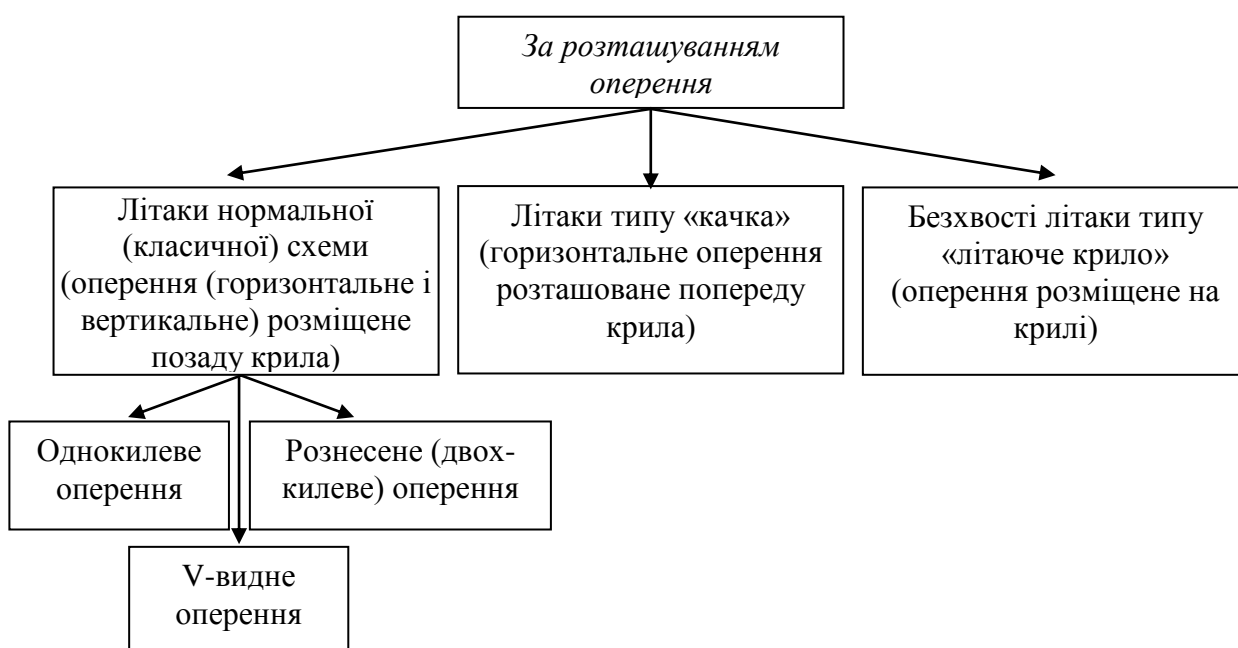 За розташуванням
оперення
Літаки нормальної
(класичної) схеми
(оперення (горизонтальне і
вертикальне) розміщене
позаду крила)
Літаки типу «качка»
(горизонтальне оперення
розташоване попереду
крила)
Безхвості літаки типу
«літаюче крило»
(оперення розміщене на
крилі)
Однокилеве
оперення
Рознесене (двох-
килеве) оперення
V-видне
оперення